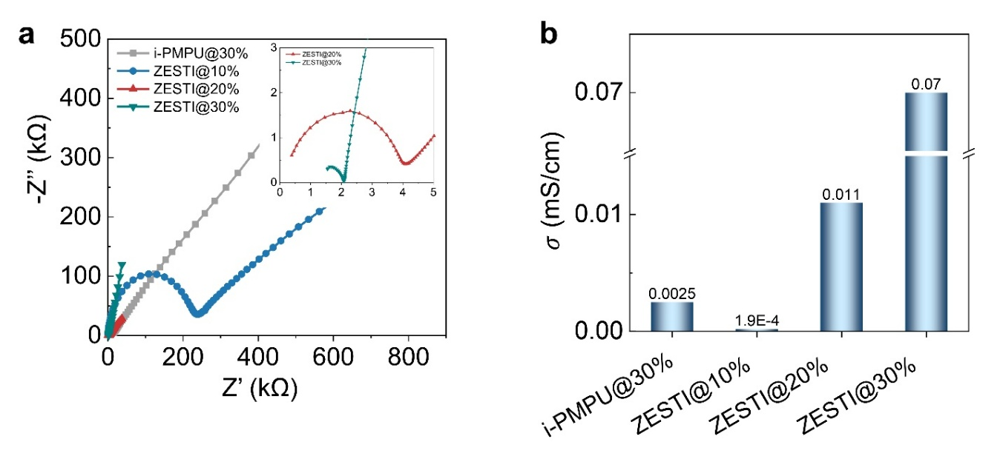 a
500
400
300
200
100
0
-Z’’ (kΩ)
0 200 400 600 800
Z’ (kΩ)
i-PMPU@30%
ZESTI@10%
ZESTI@20%
ZESTI@30%
3
2
1
0
0 1 2 3 4 5
ZESTI@20%
ZESTI@30%
b
σ (mS/cm)
0.07
0.01
0.00
0.0025
1.9E-4
0.011
0.07
i-PMPU@30%
ZESTI@10%
ZESTI@20%
ZESTI@30%